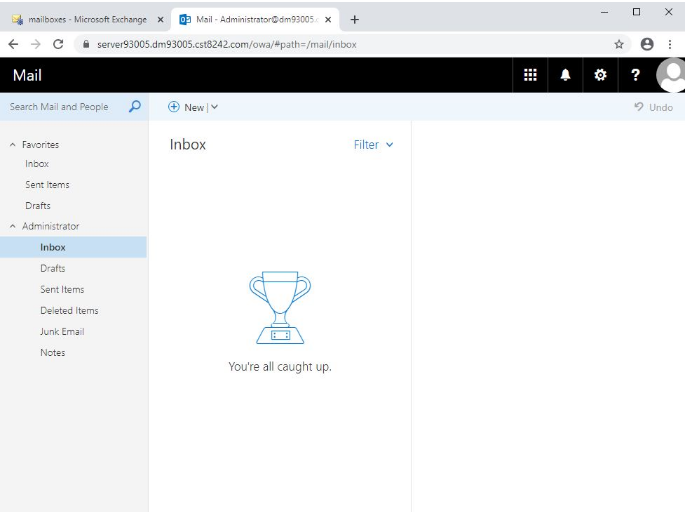 mailboxes - Microsoft Exchange
Mail - Administrator@dm93005.c
server93005.dm93005.cst8242.com/owa/#path=/mail/inbox
Mail
?
Search Mail and People
New
Undo
Favorites
Inbox
Sent Items
Drafts
Administrator
Inbox
Drafts
Sent Items
Deleted Items
Junk Email
Notes
Inbox
Filter
You're all caught up.